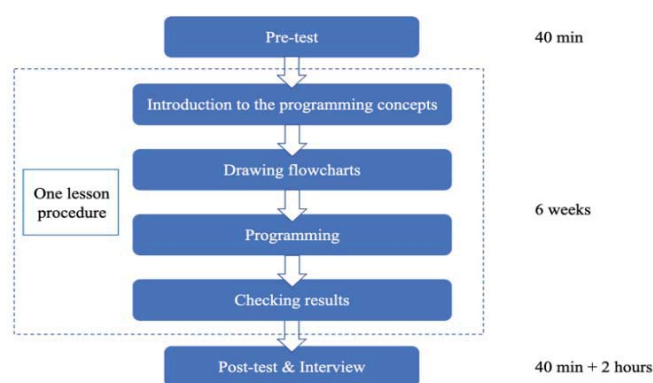 Pre-test
40 min
Introduction to the programming concepts
Drawing flowcharts
One lesson
procedure
6 weeks
Programming
Checking results
Post-test & Interview
40 min + 2 hours